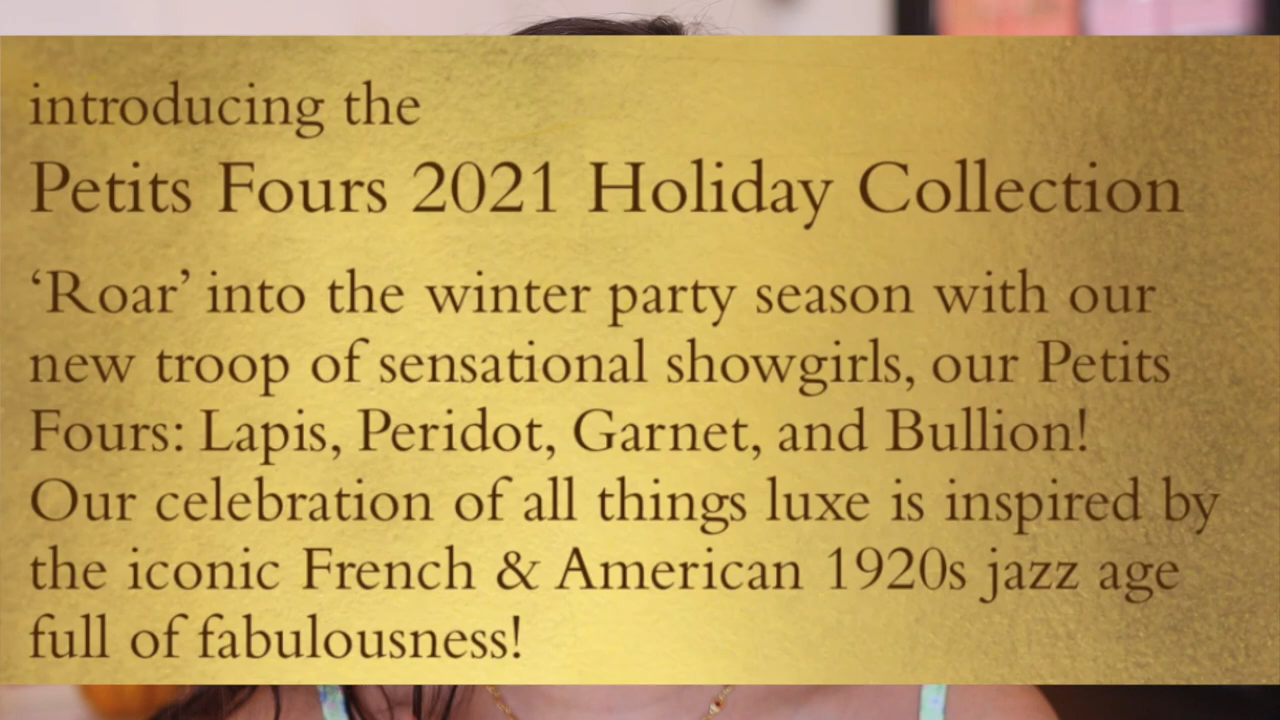 introducing the
Petits Fours 2021 Holiday Collection
‘Roar’ into the winter party season with our
new troop of sensational showgirls, our Petits
Fours: Lapis, Peridot, Garnet, and Bullion!
Our celebration of all things luxe is inspired by
the iconic French & American 1920s jazz age
full of fabulousness!